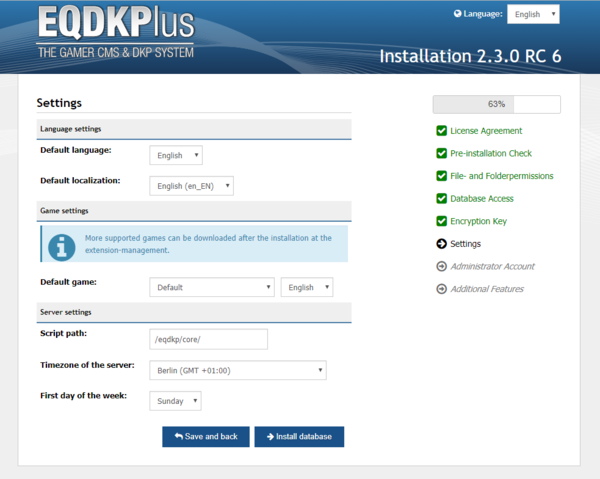 EQDKPlus
THE GAMER CMS & DKP SYSTEM
Language: English
Installation 2.3.0 RC 6
Settings
Language settings
Default language: English
Default localization: English (en_EN)
Game settings
More supported games can be downloaded after the installation at the
extension-management.
Default game: Default English
Server settings
Script path: /eqdkp/core/
Timezone of the server: Berlin (GMT +01:00)
First day of the week: Sunday
Save and back Install database
63%
License Agreement
Pre-installation Check
File- and Folderpermissions
Database Access
Encryption Key
Settings
Administrator Account
Additional Features